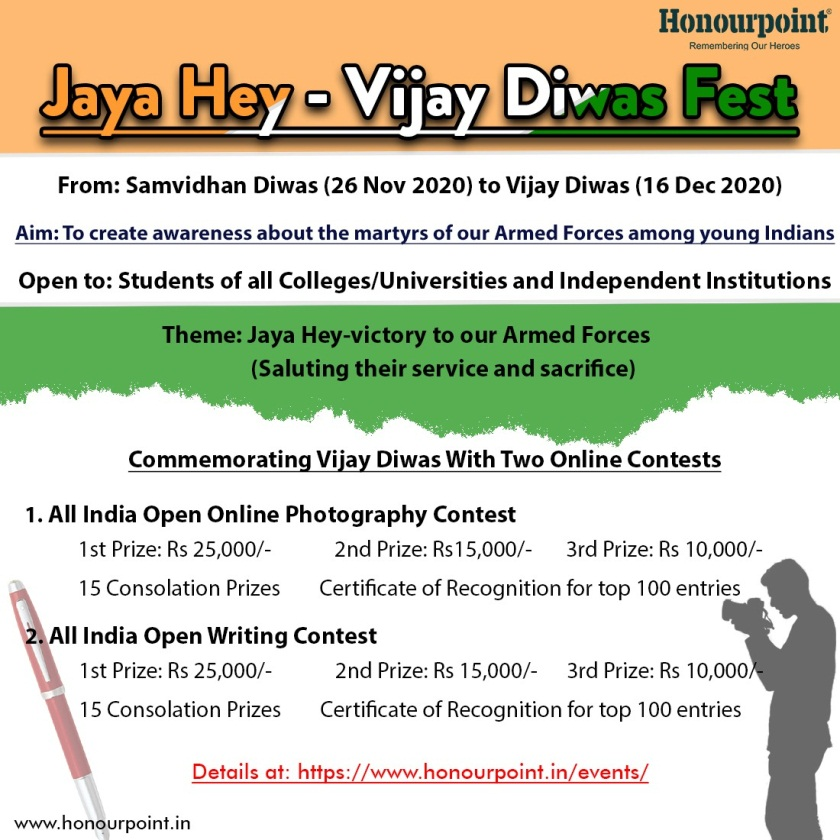 Honourpoint®
Remembering Our Heroes
Jaya Hey - Vijay Diwas Fest
From: Samvidhan Diwas (26 Nov 2020) to Vijay Diwas (16 Dec 2020)
Aim: To create awareness about the martyrs of our Armed Forces among young Indians
Open to: Students of all Colleges/Universities and Independent Institutions
Theme: Jaya Hey-victory to our Armed Forces
(Saluting their service and sacrifice)
Commemorating Vijay Diwas With Two Online Contests
1. All India Open Online Photography Contest
1st Prize: Rs 25,000/- 2nd Prize: Rs15,000/- 3rd Prize: Rs 10,000/-
15 Consolation Prizes Certificate of Recognition for top 100 entries
2. All India Open Writing Contest
1st Prize: Rs 25,000/- 2nd Prize: Rs 15,000/- 3rd Prize: Rs 10,000/-
15 Consolation Prizes Certificate of Recognition for top 100 entries
Details at: https://www.honourpoint.in/events/
www.honourpoint.in